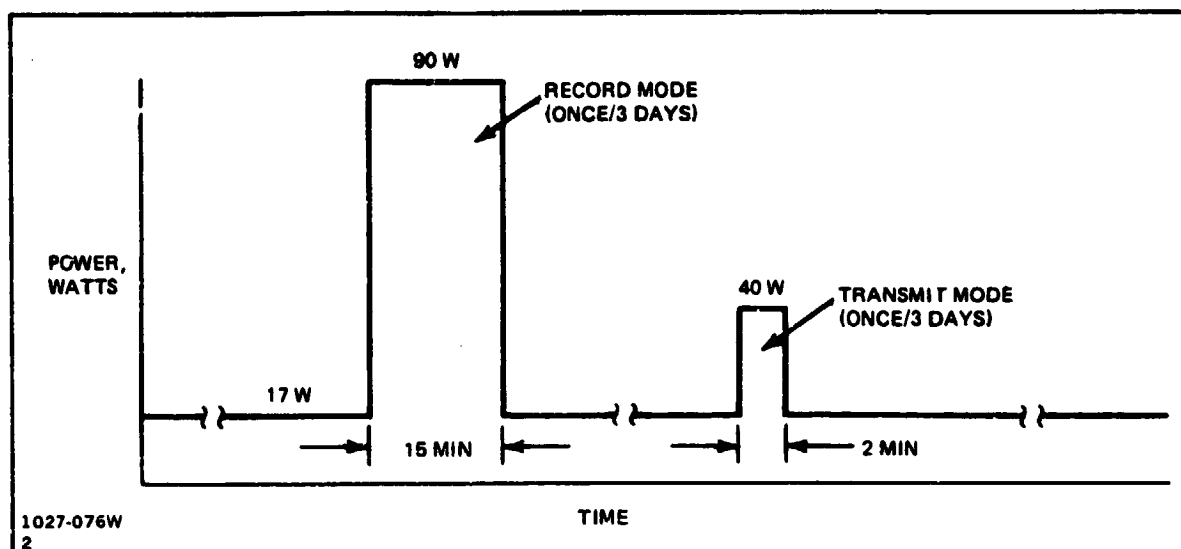 90 W
RECORD MODE
(ONCE/3 DAYS)
POWER,
WATTS
40 W
TRANSMIT MODE
(ONCE/3 DAYS)
17 W
15 MIN
2 MIN
TIME
1027-076W
2